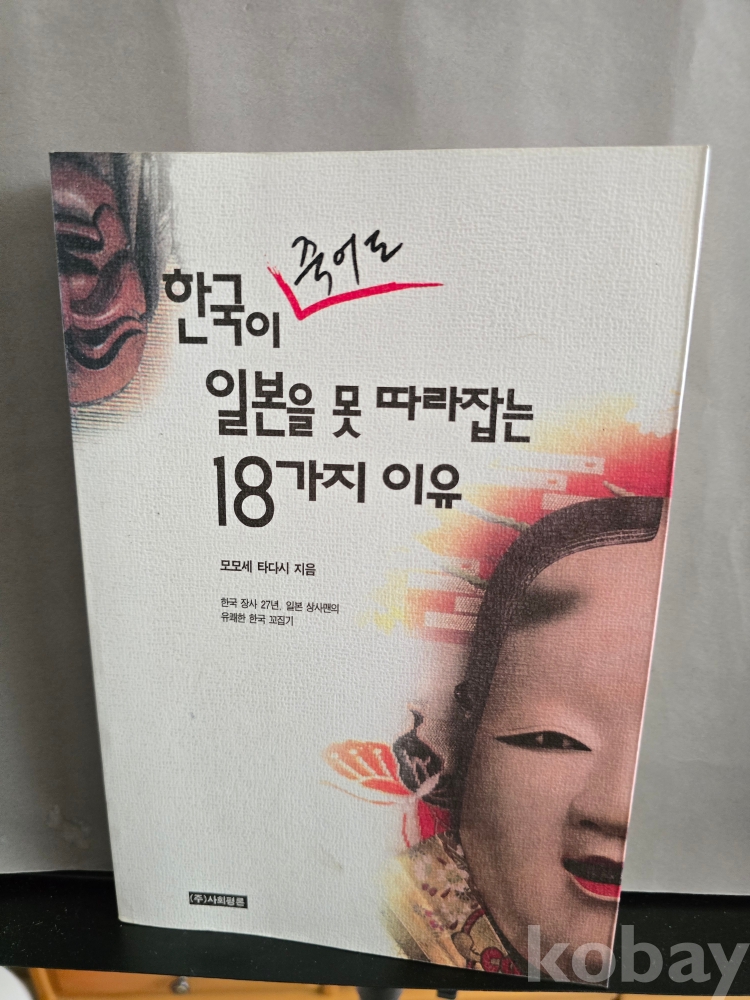 죽어도
한국이
일본을 못 따라잡는
18가지 이유
모모세 타다시 지음
한국 장사 27년, 일본 상사맨의
유쾌한 한국 꼬집기
(주)사회평론
kobay